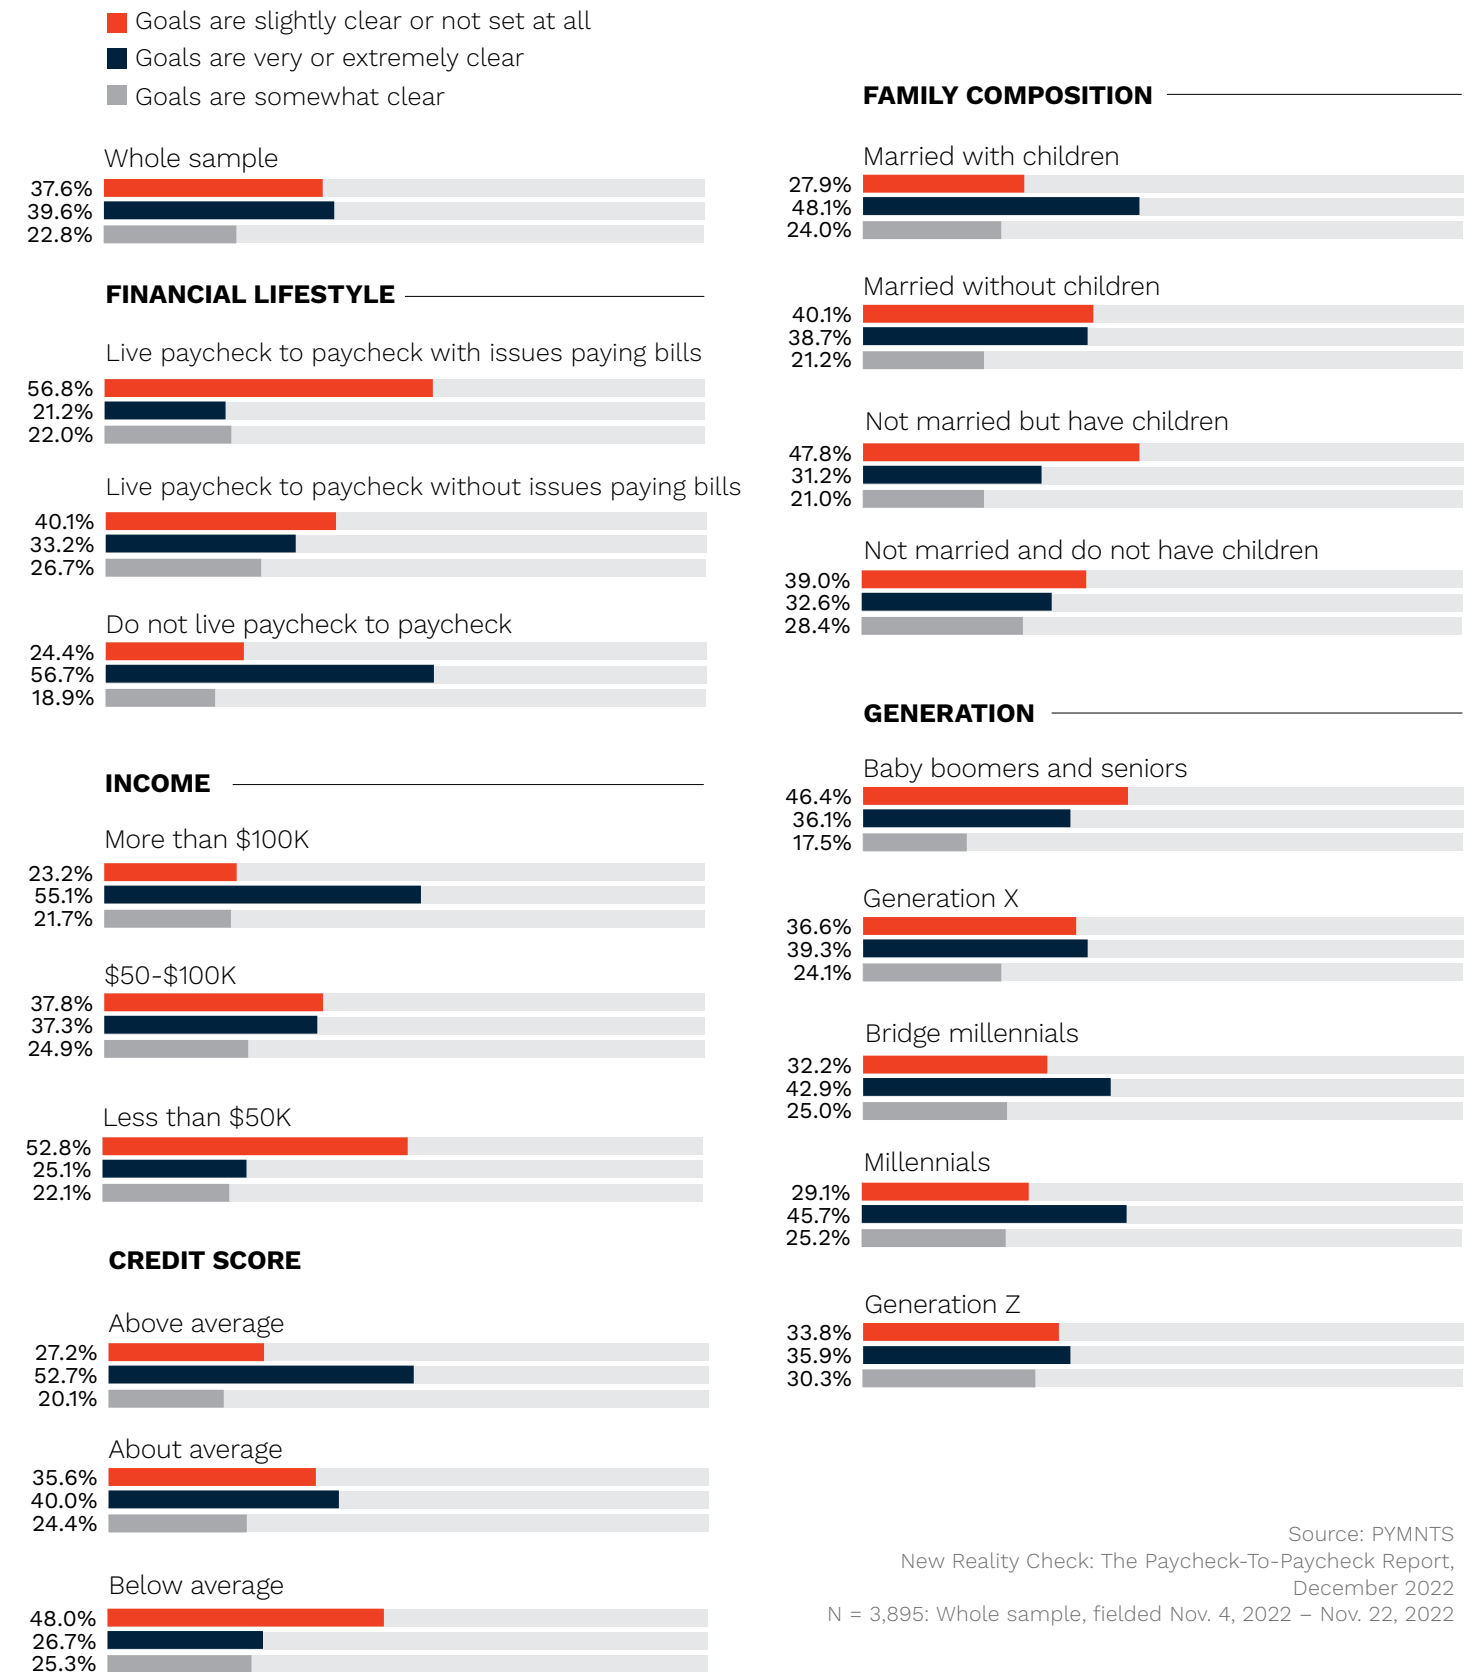 Goals are slightly clear or not set at all
Goals are very or extremely clear
Goals are somewhat clear
Whole sample
37.6%
39.6%
22.8%
FINANCIAL LIFESTYLE
Live paycheck to paycheck with issues paying bills
56.8%
21.2%
22.0%
Live paycheck to paycheck without issues paying bills
40.1%
33.2%
26.7%
Do not live paycheck to paycheck
24.4%
56.7%
18.9%
INCOME
More than $100K
23.2%
55.1%
21.7%
$50-$100K
37.8%
37.3%
24.9%
Less than $50K
52.8%
25.1%
22.1%
CREDIT SCORE
Above average
27.2%
52.7%
20.1%
About average
35.6%
40.0%
24.4%
Below average
48.0%
26.7%
25.3%
FAMILY COMPOSITION
Married with children
27.9%
48.1%
24.0%
Married without children
40.1%
38.7%
21.2%
Not married but have children
47.8%
31.2%
21.0%
Not married and do not have children
39.0%
32.6%
28.4%
GENERATION
Baby boomers and seniors
46.4%
36.1%
17.5%
Generation X
36.6%
39.3%
24.1%
Bridge millennials
32.2%
42.9%
25.0%
Millennials
29.1%
45.7%
25.2%
Generation Z
33.8%
35.9%
30.3%
Source: PYMNTS
New Reality Check: The Paycheck-To-Paycheck Report,
December 2022
N = 3,895: Whole sample, fielded Nov. 4, 2022 – Nov. 22, 2022